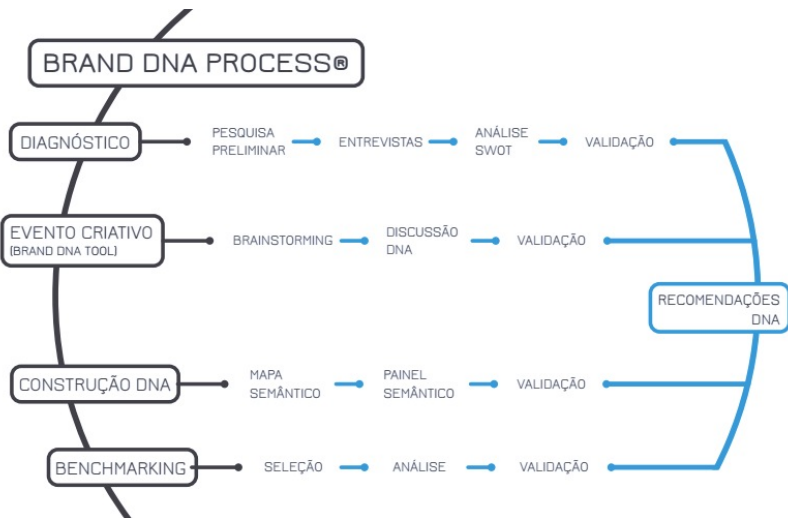 BRAND DNA PROCESS®
DIAGNÓSTICO
PESQUISA
PRELIMINAR
ENTREVISTAS
ANÁLISE
SWOT
VALIDAÇÃO
EVENTO CRIATIVO
(BRAND DNA TOOL)
BRAINSTORMING
DISCUSSÃO
DNA
VALIDAÇÃO
RECOMENDAÇÕES
DNA
CONSTRUÇÃO DNA
MAPA
SEMÂNTICO
PAINEL
SEMÂNTICO
VALIDAÇÃO
BENCHMARKING
SELEÇÃO
ANÁLISE
VALIDAÇÃO